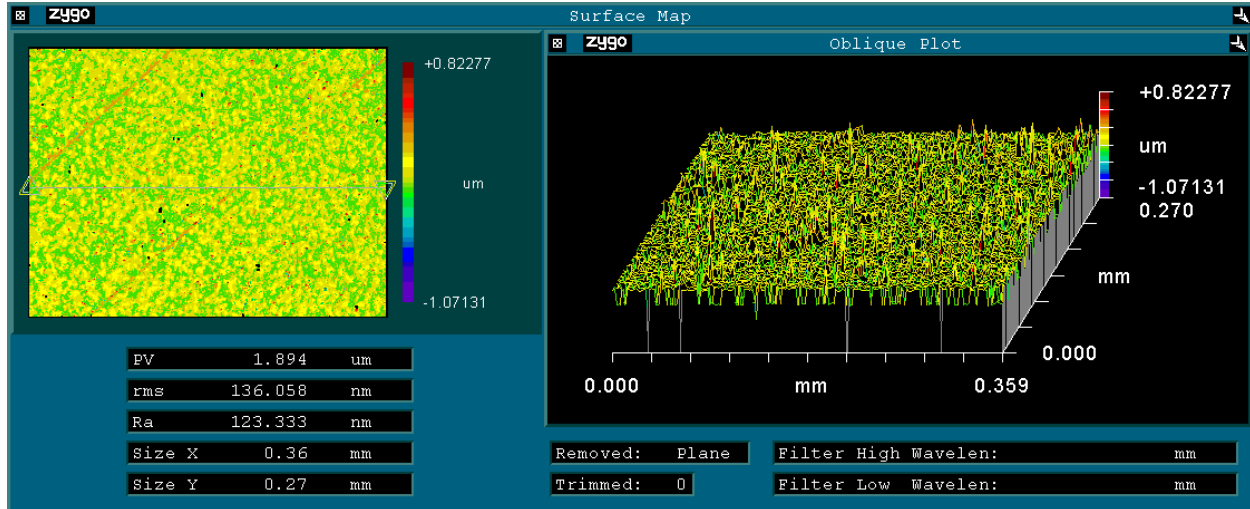 zygo Surface Map
+0.82277
um
-1.07131
PV 1.894 um
rms 136.058 nm
Ra 123.333 nm
Size X 0.36 mm
Size Y 0.27 mm
zygo Oblique Plot
+0.82277
um
-1.07131
0.270
mm
0.000
0.000 mm 0.359
Removed: Plane
Trimmed: 0
Filter High Wavelen: mm
Filter Low Wavelen: mm